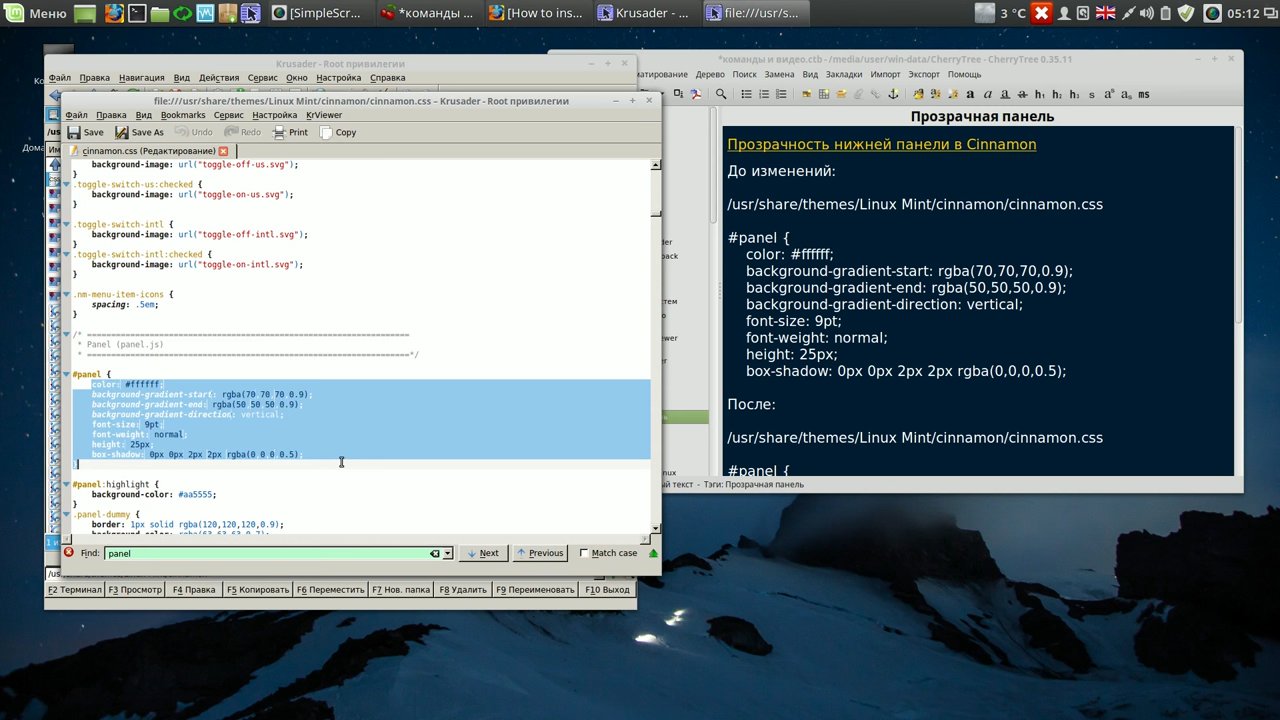 Меню
[SimpleScr...
*команды ...
[How to ins...
Krusader - ...
file:///usr/s...
3 °C
05:12
Krusader - Root привилегии
Файл Правка Навигация Вид Действия Сервис Окно Настройка Справка
file:///usr/share/themes/Linux Mint/cinnamon/cinnamon.css – Krusader - Root привилегии
Файл Правка Вид Bookmarks Сервис Настройка KrViewer
Save Save As Undo Redo Print Copy
cinnamon.css (Редактирование)
background-image: url("toggle-off-us.svg");
}
.toggle-switch-us:checked {
background-image: url("toggle-on-us.svg");
}
.toggle-switch-intl {
background-image: url("toggle-off-intl.svg");
}
.toggle-switch-intl:checked {
background-image: url("toggle-on-intl.svg");
}
.nm-menu-item-icons {
spacing: .5em;
}
/* ===================================================================
* Panel (panel.js)
* ===================================================================*/
#panel {
color: #ffffff;
background-gradient-start: rgba(70,70,70,0.9);
background-gradient-end: rgba(50,50,50,0.9);
background-gradient-direction: vertical;
font-size: 9pt;
font-weight: normal;
height: 25px;
box-shadow: 0px 0px 2px 2px rgba(0,0,0,0.5);
}
#panel:highlight {
background-color: #aa5555;
}
.panel-dummy {
border: 1px solid rgba(120,120,120,0.9);
Find: panel Next Previous Match case
F2 Терминал F3 Просмотр F4 Правка F5 Копировать F6 Переместить F7 Нов. папка F8 Удалить F9 Переименовать F10 Выход
*команды и видео.ctb - /media/user/win-data/CherryTree - CherryTree 0.35.11
матирование Дерево Поиск Замена Вид Закладки Импорт Экспорт Помощь
Прозрачная панель
Прозрачность нижней панели в Cinnamon
До изменений:
/usr/share/themes/Linux Mint/cinnamon/cinnamon.css
#panel {
color: #ffffff;
background-gradient-start: rgba(70,70,70,0.9);
background-gradient-end: rgba(50,50,50,0.9);
background-gradient-direction: vertical;
font-size: 9pt;
font-weight: normal;
height: 25px;
box-shadow: 0px 0px 2px 2px rgba(0,0,0,0.5);
После:
/usr/share/themes/Linux Mint/cinnamon/cinnamon.css
#panel {
ый текст - Тэги: Прозрачная панель